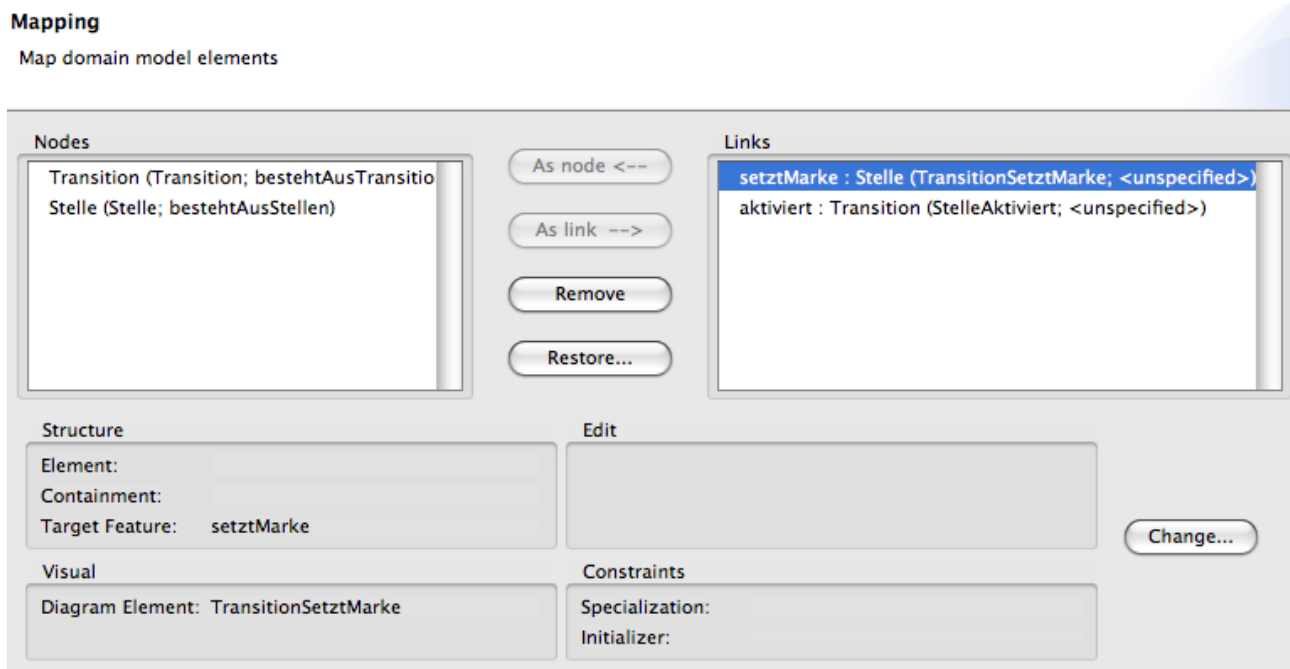 Mapping
Map domain model elements
Nodes
Links
Transition (Transition; bestehtAusTransitio
Stelle (Stelle; bestehtAusStellen)
As node <--
As link -->
Remove
Restore...
setztMarke : Stelle (TransitionSetztMarke; <unspecified>)
aktiviert : Transition (StelleAktiviert; <unspecified>)
Structure
Element:
Containment:
Target Feature: setztMarke
Edit
Change...
Visual
Diagram Element: TransitionSetztMarke
Constraints
Specialization:
Initializer: